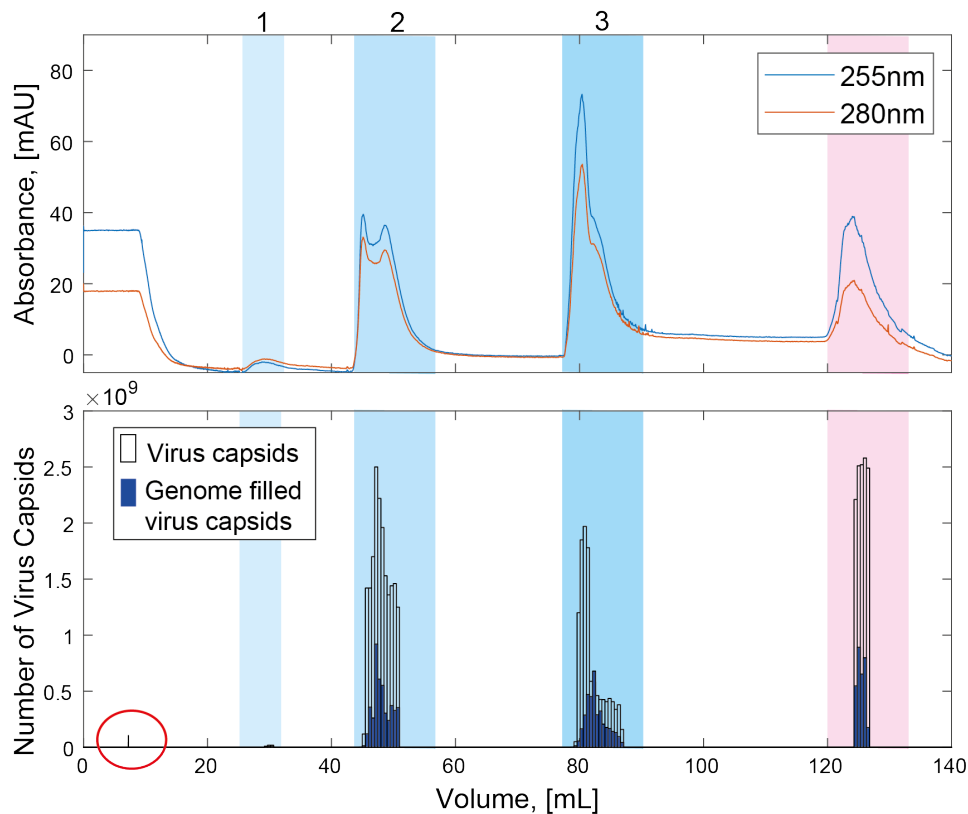 1 2 3
Absorbance, [mAU]
80
60
40
20
0
255nm
280nm
×10⁹
Number of Virus Capsids
3
2.5
2
1.5
1
0.5
0
Virus capsids
Genome filled
virus capsids
0 20 40 60 80 100 120 140
Volume, [mL]